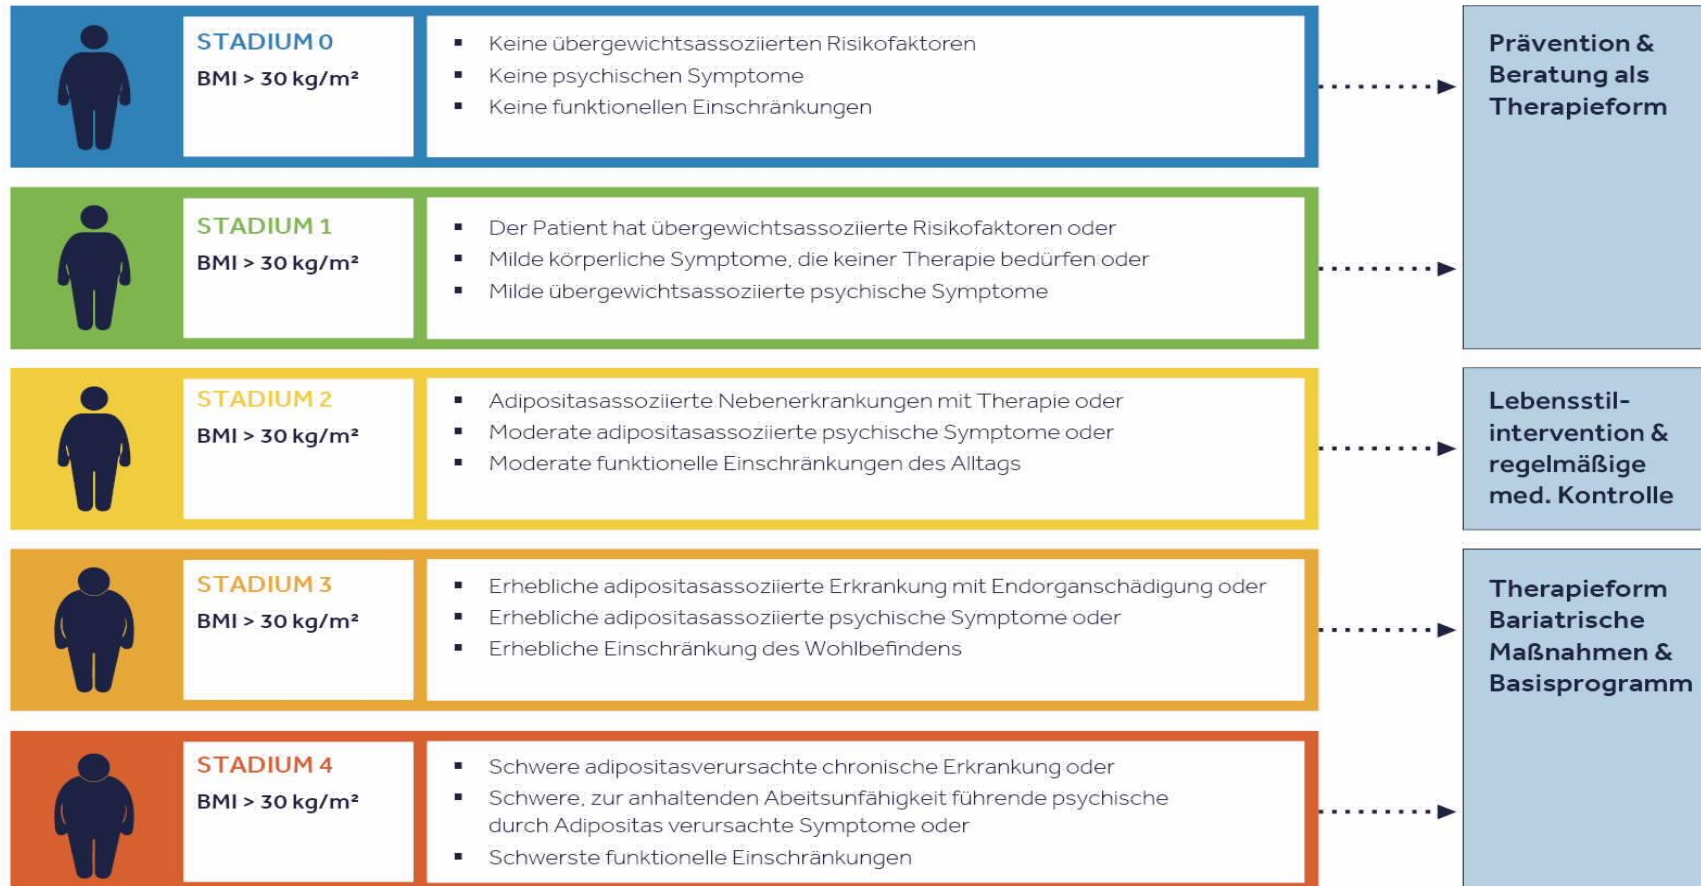 STADIUM 0
BMI > 30 kg/m²
▪ Keine übergewichtsassoziierten Risikofaktoren
▪ Keine psychischen Symptome
▪ Keine funktionellen Einschränkungen
Prävention &
Beratung als
Therapieform
STADIUM 1
BMI > 30 kg/m²
▪ Der Patient hat übergewichtsassoziierte Risikofaktoren oder
▪ Milde körperliche Symptome, die keiner Therapie bedürfen oder
▪ Milde übergewichtsassoziierte psychische Symptome
STADIUM 2
BMI > 30 kg/m²
▪ Adipositasassoziierte Nebenerkrankungen mit Therapie oder
▪ Moderate adipositasassoziierte psychische Symptome oder
▪ Moderate funktionelle Einschränkungen des Alltags
Lebensstil-
intervention &
regelmäßige
med. Kontrolle
STADIUM 3
BMI > 30 kg/m²
▪ Erhebliche adipositasassoziierte Erkrankung mit Endorganschädigung oder
▪ Erhebliche adipositasassoziierte psychische Symptome oder
▪ Erhebliche Einschränkung des Wohlbefindens
Therapieform
Bariatrische
Maßnahmen &
Basisprogramm
STADIUM 4
BMI > 30 kg/m²
▪ Schwere adipositasverursachte chronische Erkrankung oder
▪ Schwere, zur anhaltenden Abeitsunfähigkeit führende psychische
durch Adipositas verursachte Symptome oder
▪ Schwerste funktionelle Einschränkungen